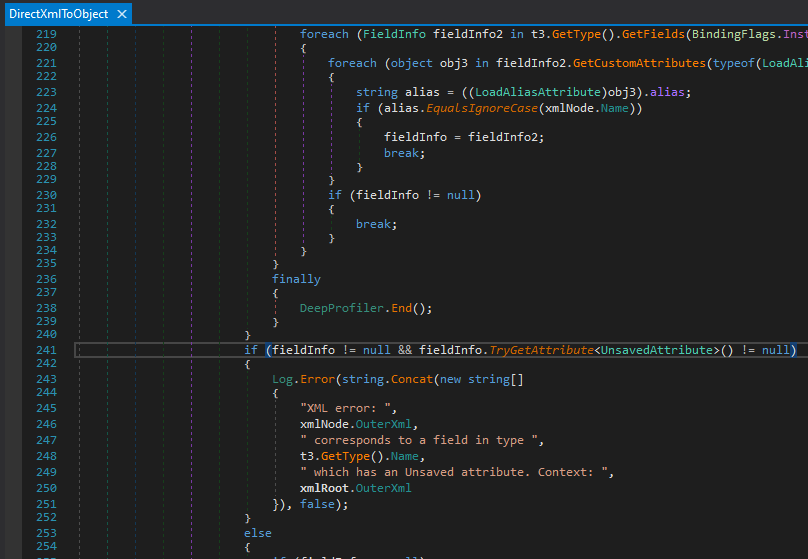 DirectXmlToObject ✕
219 foreach (FieldInfo fieldInfo2 in t3.GetType().GetFields(BindingFlags.Inst
220 {
221 foreach (object obj3 in fieldInfo2.GetCustomAttributes(typeof(LoadAlia
222 {
223 string alias = ((LoadAliasAttribute)obj3).alias;
224 if (alias.EqualsIgnoreCase(xmlNode.Name))
225 {
226 fieldInfo = fieldInfo2;
227 break;
228 }
229 }
230 if (fieldInfo != null)
231 {
232 break;
233 }
234 }
235 }
236 finally
237 {
238 DeepProfiler.End();
239 }
240 }
241 if (fieldInfo != null && fieldInfo.TryGetAttribute<UnsavedAttribute>() != null)
242 {
243 Log.Error(string.Concat(new string[]
244 {
245 "XML error: ",
246 xmlNode.OuterXml,
247 " corresponds to a field in type ",
248 t3.GetType().Name,
249 " which has an Unsaved attribute. Context: ",
250 xmlRoot.OuterXml
251 }), false);
252 }
253 else
254 {